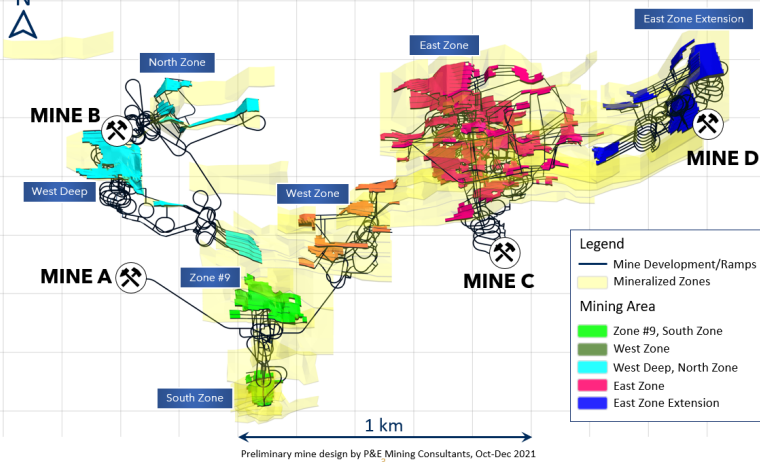 N
East Zone Extension
East Zone
North Zone
MINE B
MINE D
West Deep
West Zone
MINE A
Zone #9
MINE C
South Zone
Legend
Mine Development/Ramps
Mineralized Zones
Mining Area
Zone #9, South Zone
West Zone
West Deep, North Zone
East Zone
East Zone Extension
1 km
Preliminary mine design by P&E Mining Consultants, Oct-Dec 2021